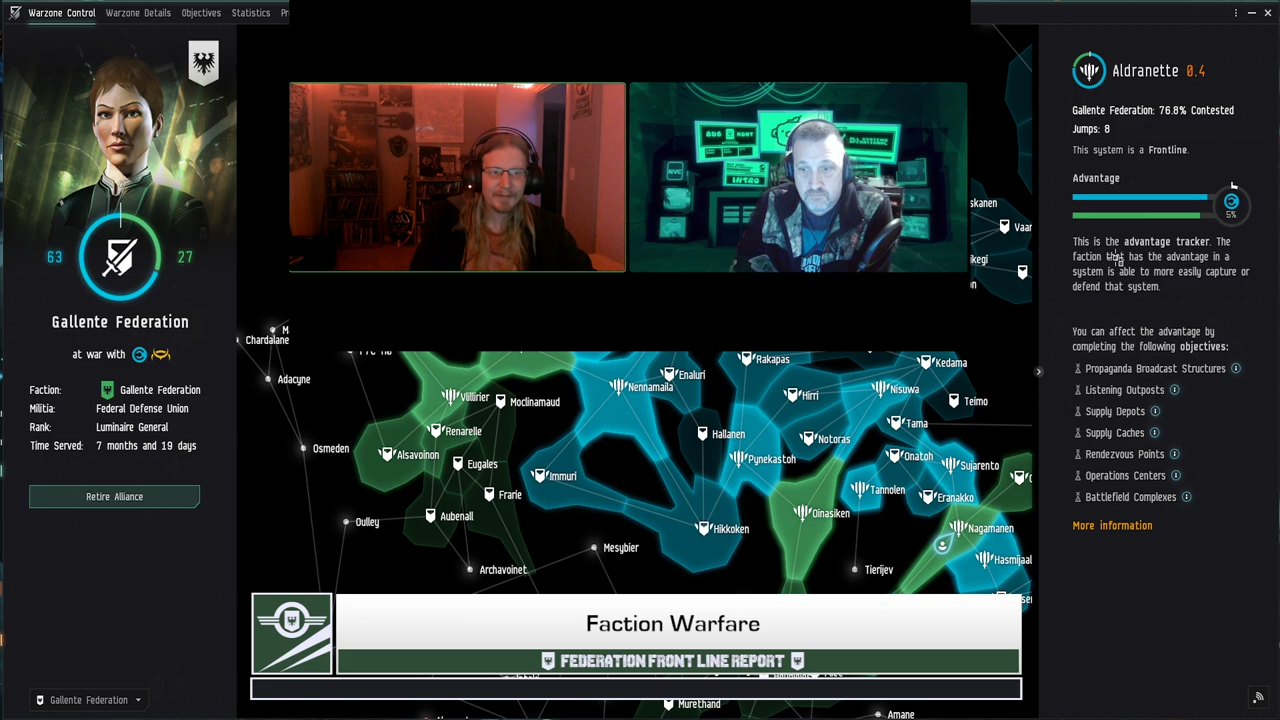 Warzone Control
Warzone Details
Objectives
Statistics
63
27
Gallente Federation
at war with
Faction: Gallente Federation
Militia: Federal Defense Union
Rank: Luminaire General
Time Served: 7 months and 19 days
Retire Alliance
Gallente Federation
AUG
NYC
INTRO
Chardalane
Adacyne
Osmeden
Oulley
Villirier
Moclinamaud
Renarelle
Alsavoinon
Eugales
Frarie
Aubenall
Archavoinet
Mesybier
Nennamaila
Enaluri
Rakapas
Kedama
Hirri
Nisuwa
Teimo
Hallanen
Notoras
Tama
Pynekastoh
Onatoh
Sujarento
Immuri
Tannolen
Eranakko
Oinasiken
Nagamanen
Hikkoken
Tierijev
Hasmijaal
Murethand
Amane
Faction Warfare
FEDERATION FRONT LINE REPORT
Aldranette 0.4
Gallente Federation: 76.8% Contested
Jumps: 8
This system is a Frontline.
Advantage
5%
This is the advantage tracker. The
faction that has the advantage in a
system is able to more easily capture or
defend that system.
You can affect the advantage by
completing the following objectives:
Propaganda Broadcast Structures
Listening Outposts
Supply Depots
Supply Caches
Rendezvous Points
Operations Centers
Battlefield Complexes
More information